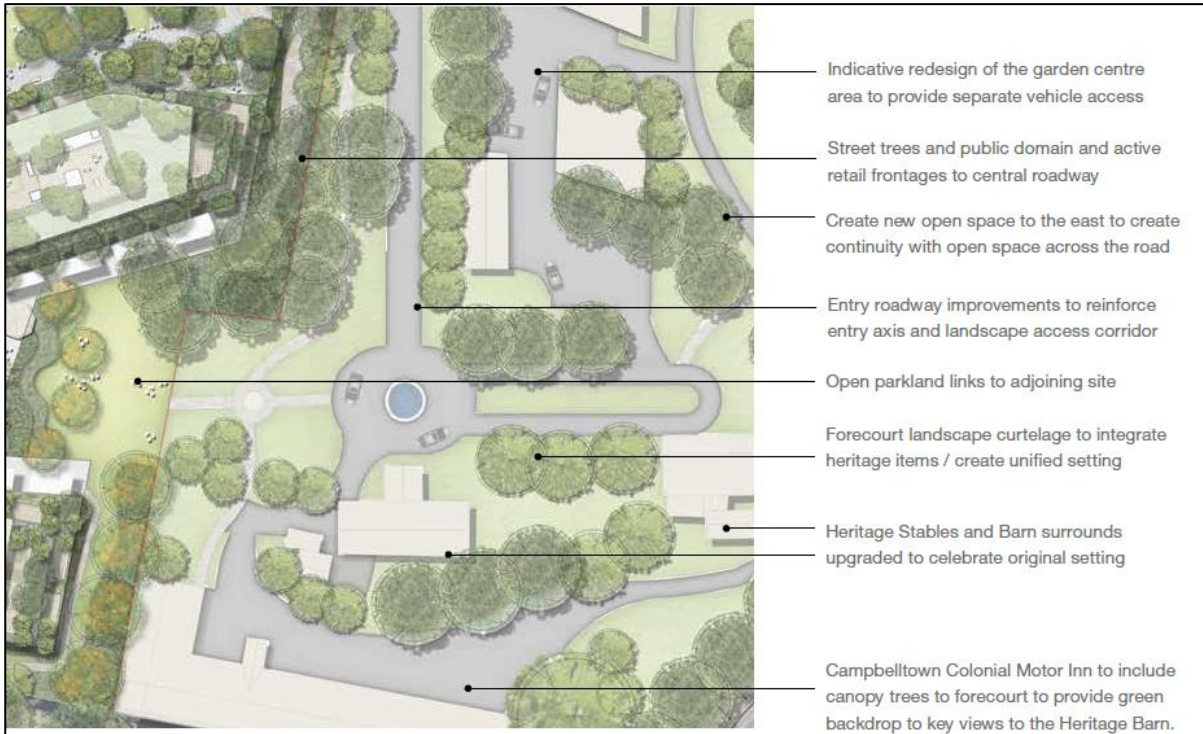 Indicative redesign of the garden centre
area to provide separate vehicle access
Street trees and public domain and active
retail frontages to central roadway
Create new open space to the east to create
continuity with open space across the road
Entry roadway improvements to reinforce
entry axis and landscape access corridor
Open parkland links to adjoining site
Forecourt landscape curtelage to integrate
heritage items / create unified setting
Heritage Stables and Barn surrounds
upgraded to celebrate original setting
Campbelltown Colonial Motor Inn to include
canopy trees to forecourt to provide green
backdrop to key views to the Heritage Barn.